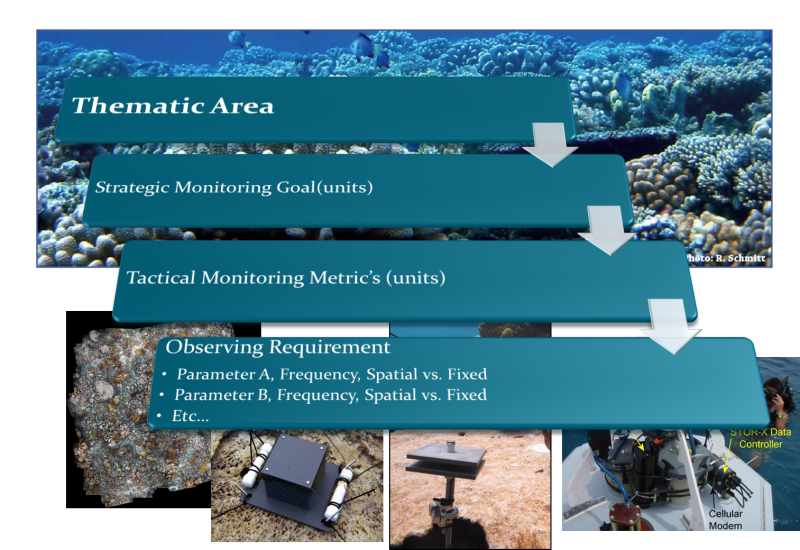 Thematic Area
Strategic Monitoring Goal(units)
Photo: R. Schmitt
Tactical Monitoring Metric's (units)
Observing Requirement
• Parameter A, Frequency, Spatial vs. Fixed
• Parameter B, Frequency, Spatial vs. Fixed
• Etc...
STOR-X Data
Controller
Cellular
Modem